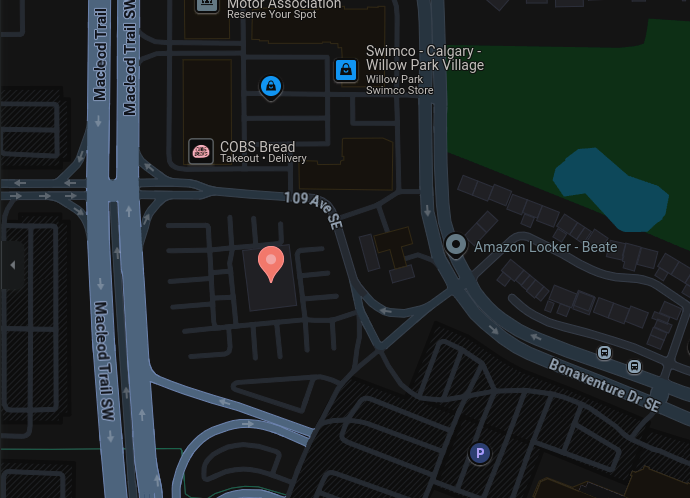 Motor Association
Reserve Your Spot
Macleod Trail
Macleod Trail SW
Swimco - Calgary -
Willow Park Village
Willow Park
Swimco Store
COBS Bread
Takeout • Delivery
109 Ave SE
Amazon Locker - Beate
Macleod Trail SW
Bonaventure Dr SE
P